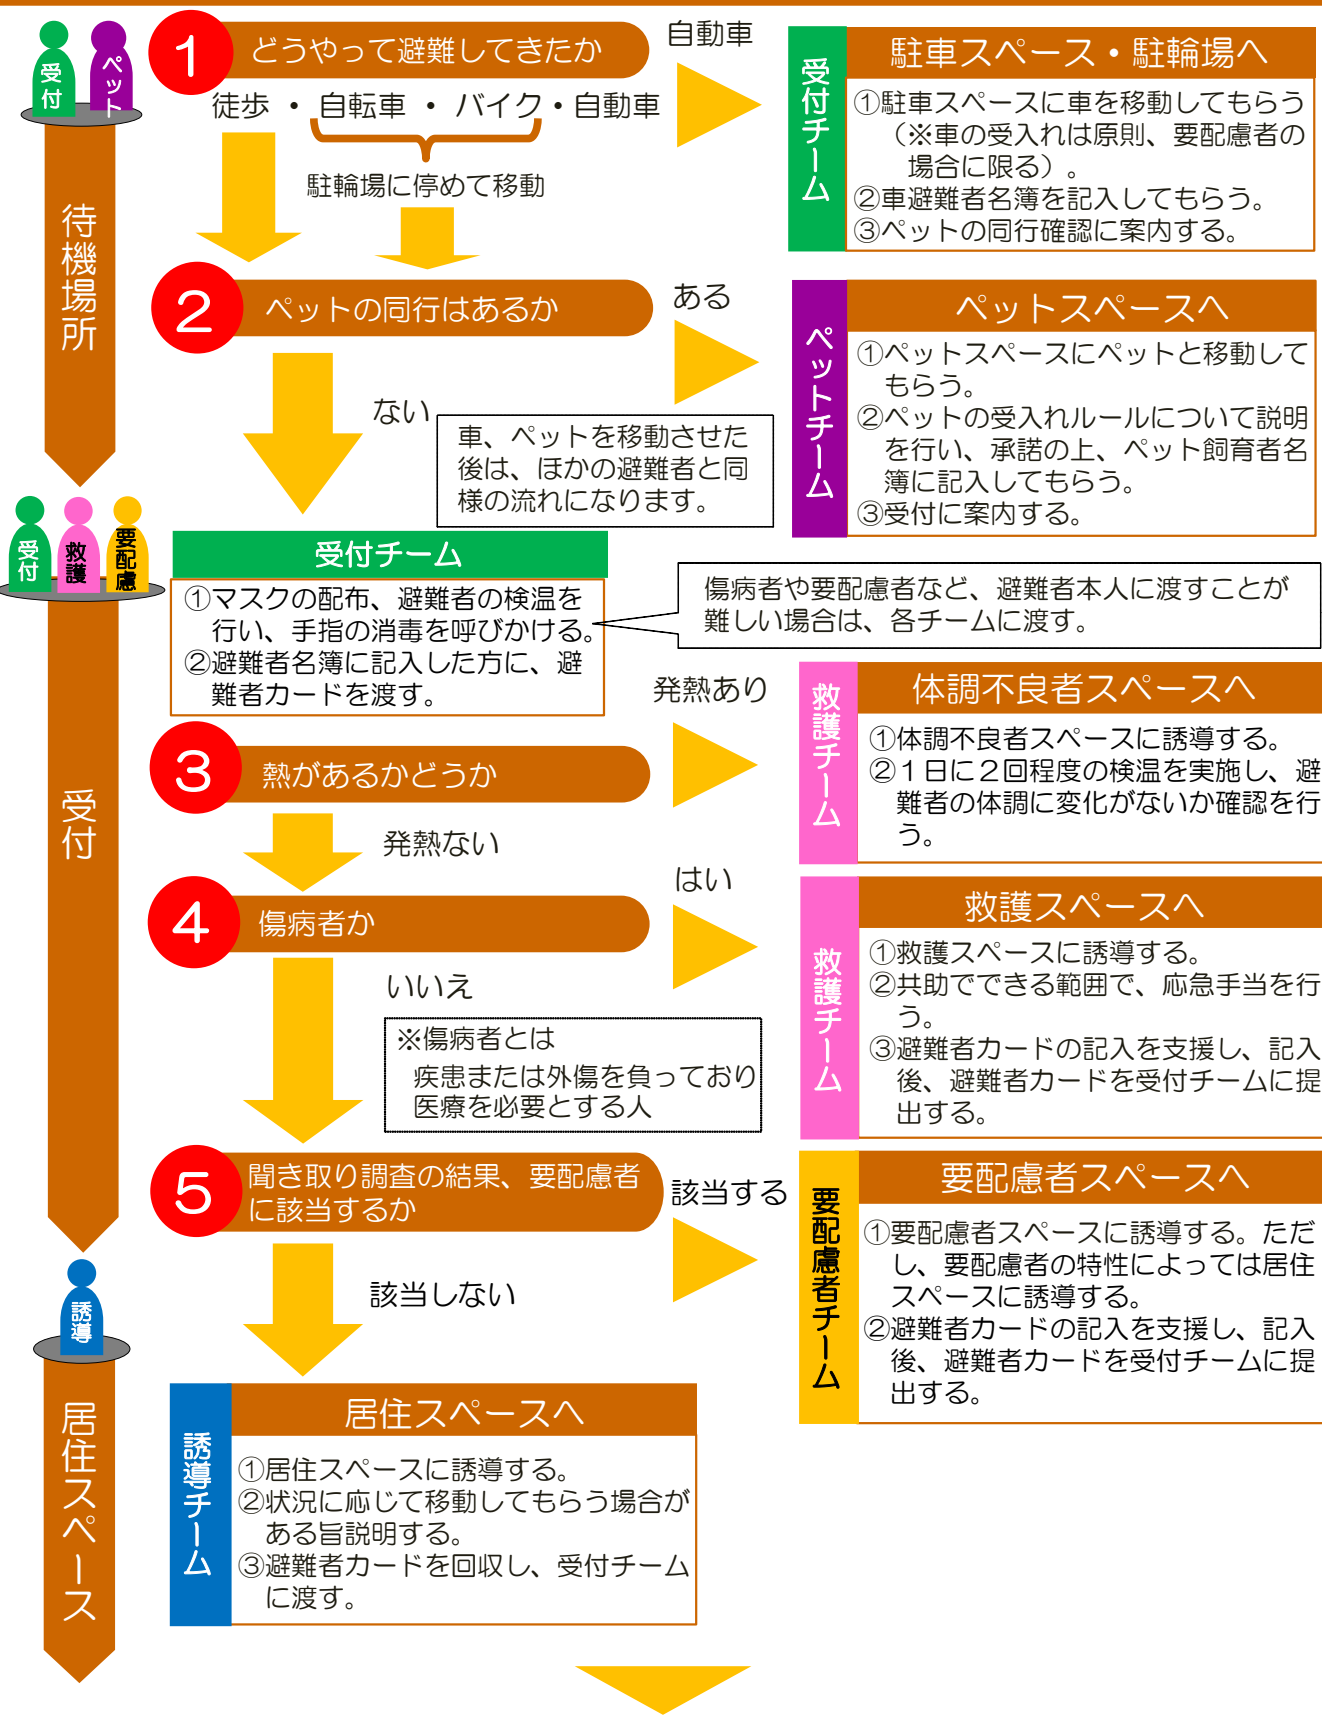 受付
ペット
待機場所
1
どうやって避難してきたか
自動車
徒歩 ・ 自転車 ・ バイク・自動車
駐輪場に停めて移動
受付チーム
駐車スペース・駐輪場へ
①駐車スペースに車を移動してもらう
（※車の受入れは原則、要配慮者の
場合に限る）。
②車避難者名簿を記入してもらう。
③ペットの同行確認に案内する。
2
ペットの同行はあるか
ある
ない
車、ペットを移動させた
後は、ほかの避難者と同
様の流れになります。
ペットチーム
ペットスペースへ
①ペットスペースにペットと移動して
もらう。
②ペットの受入れルールについて説明
を行い、承諾の上、ペット飼育者名
簿に記入してもらう。
③受付に案内する。
受付
救護
要配慮
受付
受付チーム
①マスクの配布、避難者の検温を
行い、手指の消毒を呼びかける。
②避難者名簿に記入した方に、避
難者カードを渡す。
傷病者や要配慮者など、避難者本人に渡すことが
難しい場合は、各チームに渡す。
3
熱があるかどうか
発熱あり
発熱ない
救護チーム
体調不良者スペースへ
①体調不良者スペースに誘導する。
②１日に２回程度の検温を実施し、避
難者の体調に変化がないか確認を行
う。
4
傷病者か
はい
いいえ
※傷病者とは
疾患または外傷を負っており
医療を必要とする人
救護チーム
救護スペースへ
①救護スペースに誘導する。
②共助でできる範囲で、応急手当を行
う。
③避難者カードの記入を支援し、記入
後、避難者カードを受付チームに提
出する。
5
聞き取り調査の結果、要配慮者
に該当するか
該当する
該当しない
要配慮者チーム
要配慮者スペースへ
①要配慮者スペースに誘導する。ただ
し、要配慮者の特性によっては居住
スペースに誘導する。
②避難者カードの記入を支援し、記入
後、避難者カードを受付チームに提
出する。
誘導
居住スペース
誘導チーム
居住スペースへ
①居住スペースに誘導する。
②状況に応じて移動してもらう場合が
ある旨説明する。
③避難者カードを回収し、受付チーム
に渡す。